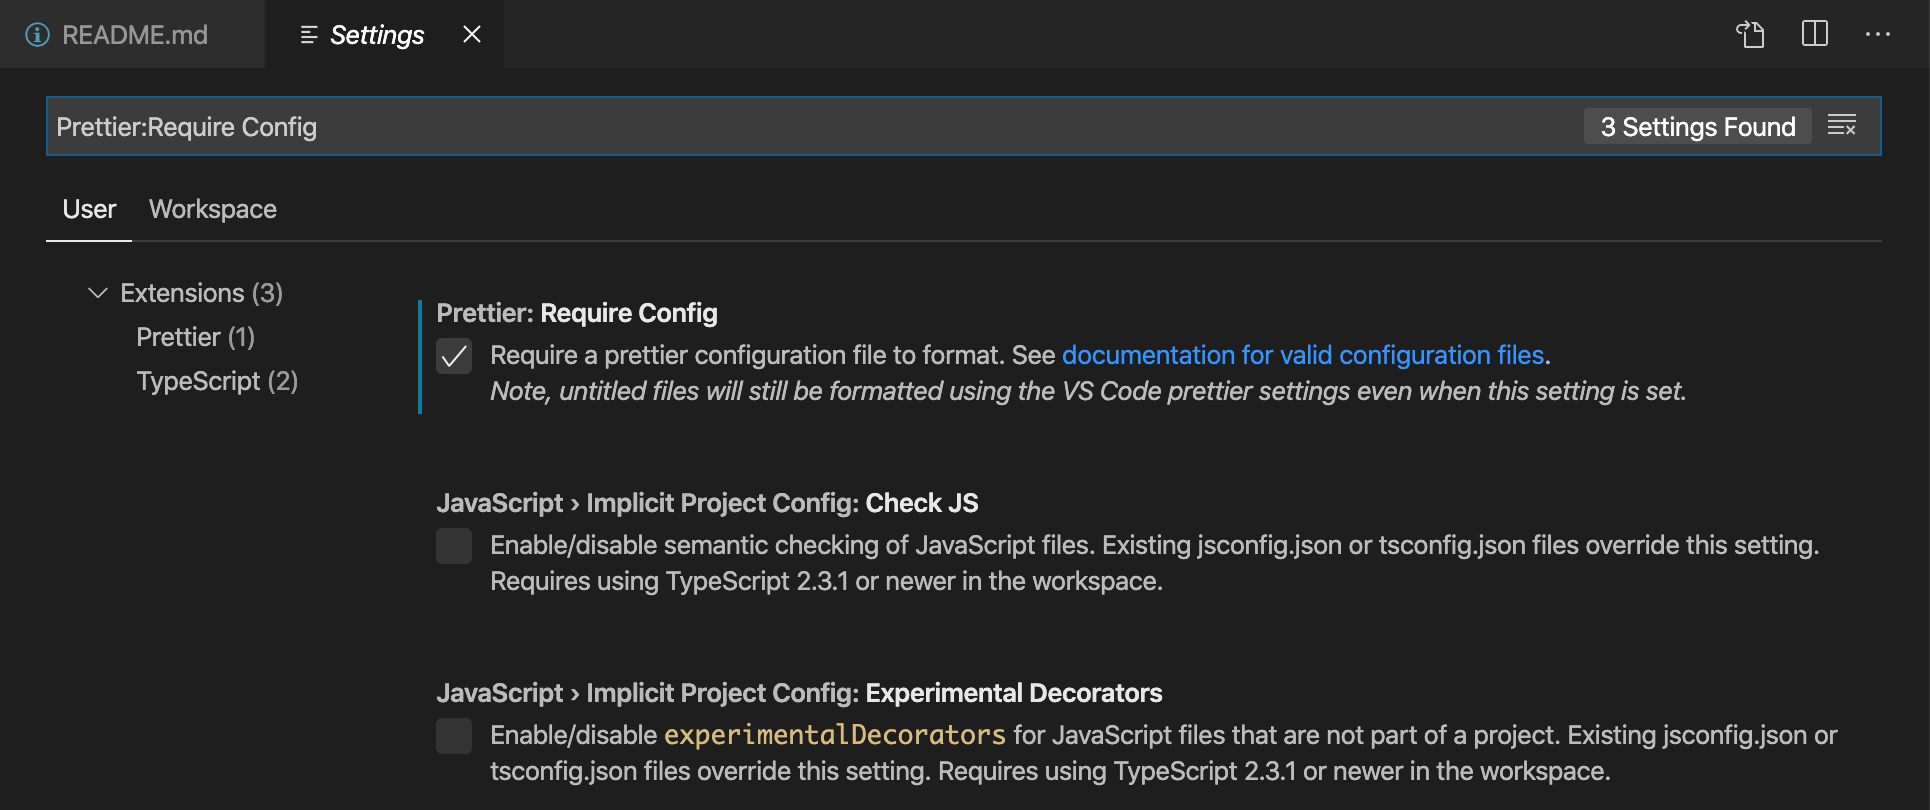 README.md
Settings
Prettier:Require Config
3 Settings Found
User
Workspace
Extensions (3)
Prettier (1)
TypeScript (2)
Prettier: Require Config
Require a prettier configuration file to format. See documentation for valid configuration files.
Note, untitled files will still be formatted using the VS Code prettier settings even when this setting is set.
JavaScript › Implicit Project Config: Check JS
Enable/disable semantic checking of JavaScript files. Existing jsconfig.json or tsconfig.json files override this setting.
Requires using TypeScript 2.3.1 or newer in the workspace.
JavaScript › Implicit Project Config: Experimental Decorators
Enable/disable experimentalDecorators for JavaScript files that are not part of a project. Existing jsconfig.json or
tsconfig.json files override this setting. Requires using TypeScript 2.3.1 or newer in the workspace.